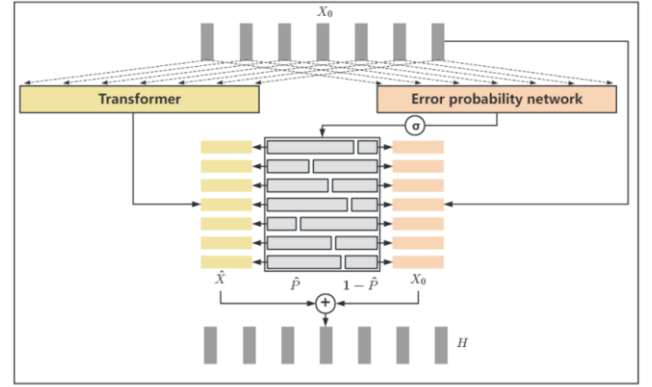 X₀
Transformer
Error probability network
σ
X̂
P̂
1 − P̂
X₀
+
H